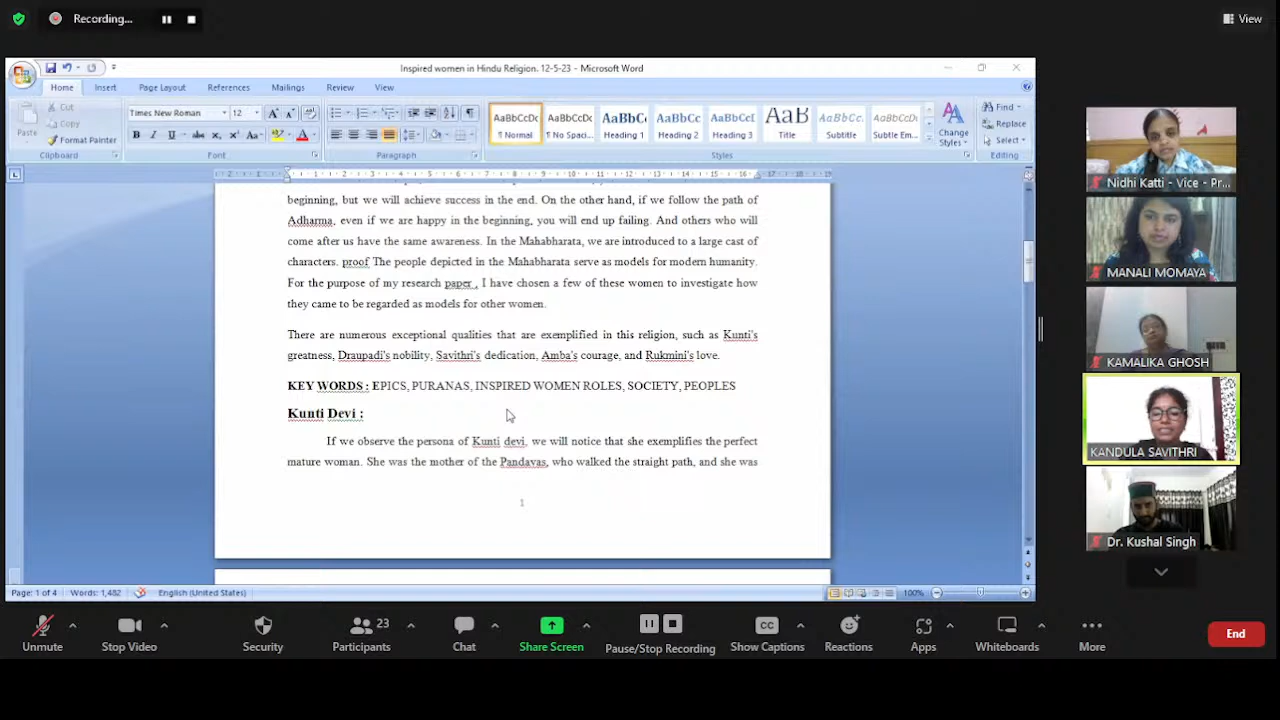 Recording...
View
Inspired women in Hindu Religion. 12-5-23 - Microsoft Word
Home Insert Page Layout References Mailings Review View
Paste
Cut
Copy
Format Painter
Clipboard
Times New Roman 12
Font
Paragraph
AaBbCcDc AaBbCcDc AaBbC AaBbCc AaBbCcI AaB AaBbCc. AaBbCcDc
¶ Normal ¶ No Spaci... Heading 1 Heading 2 Heading 3 Title Subtitle Subtle Em...
Change Styles
Styles
Find
Replace
Select
Editing
beginning, but we will achieve success in the end. On the other hand, if we follow the path of
Adharma, even if we are happy in the beginning, you will end up failing. And others who will
come after us have the same awareness. In the Mahabharata, we are introduced to a large cast of
characters. proof The people depicted in the Mahabharata serve as models for modern humanity.
For the purpose of my research paper , I have chosen a few of these women to investigate how
they came to be regarded as models for other women.
There are numerous exceptional qualities that are exemplified in this religion, such as Kunti's
greatness, Draupadi's nobility, Savithri's dedication, Amba's courage, and Rukmini's love.
KEY WORDS : EPICS, PURANAS, INSPIRED WOMEN ROLES, SOCIETY, PEOPLES
Kunti Devi :
If we observe the persona of Kunti devi, we will notice that she exemplifies the perfect
mature woman. She was the mother of the Pandavas, who walked the straight path, and she was
1
Page: 1 of 4 Words: 1,482 English (United States) 100%
Nidhi Katti - Vice - Pr...
MANALI MOMAYA
KAMALIKA GHOSH
KANDULA SAVITHRI
Dr. Kushal Singh
Unmute Stop Video Security Participants 23 Chat Share Screen Pause/Stop Recording CC Show Captions Reactions Apps Whiteboards More End